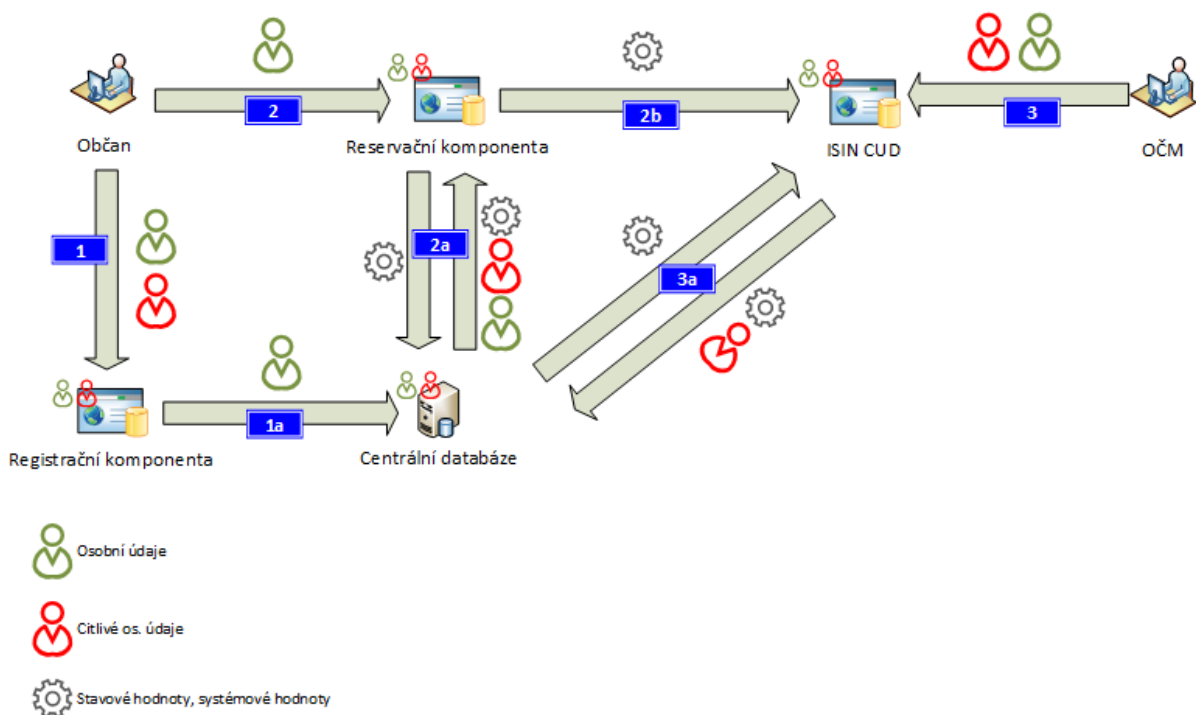 2
2b
3
Občan
Reservační komponenta
ISIN CUD
OČM
1
2a
3a
1a
Registrační komponenta
Centrální databáze
Osobní údaje
Citlivé os. údaje
Stavové hodnoty, systémové hodnoty